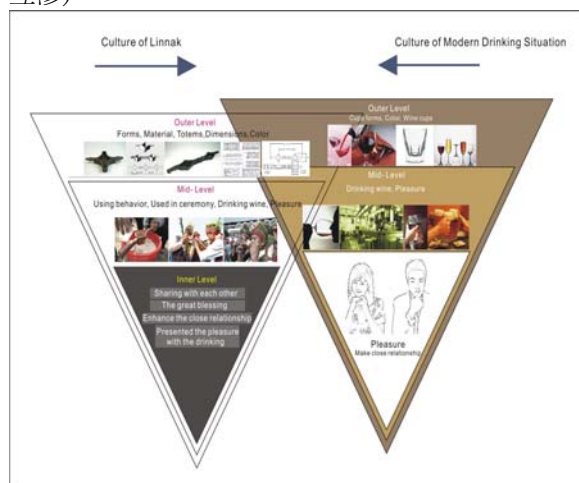 Culture of Linnak
Culture of Modern Drinking Situation
Outer Level
Forms, Material, Totems,Dimensions,Color
Mid- Level
Using behavior, Used in ceremony, Drinking wine, Pleasure
Inner Level
Sharing with each other
The great blessing
Enhance the close relationship
Presented the pleasure
with the drinking
Outer Level
Cups forms, Color, Wine cups
Mid- Level
Drinking wine, Pleasure
Pleasure
Make close relationship